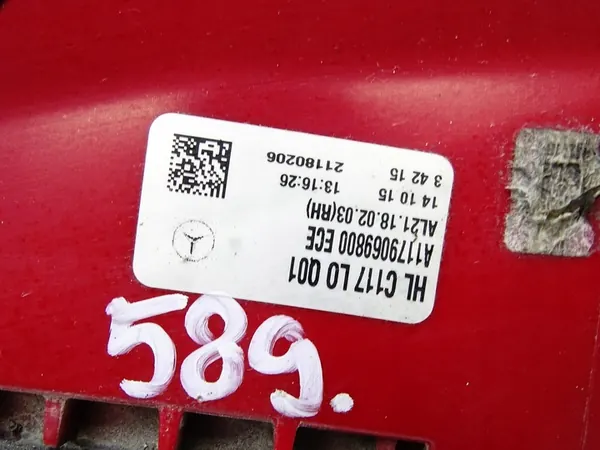 HL C117 L0 Q01
A1179069800 ECE
AL21.18.02.03(RH)
14 10 15 13:16:26
3 42 15 21180206
589.